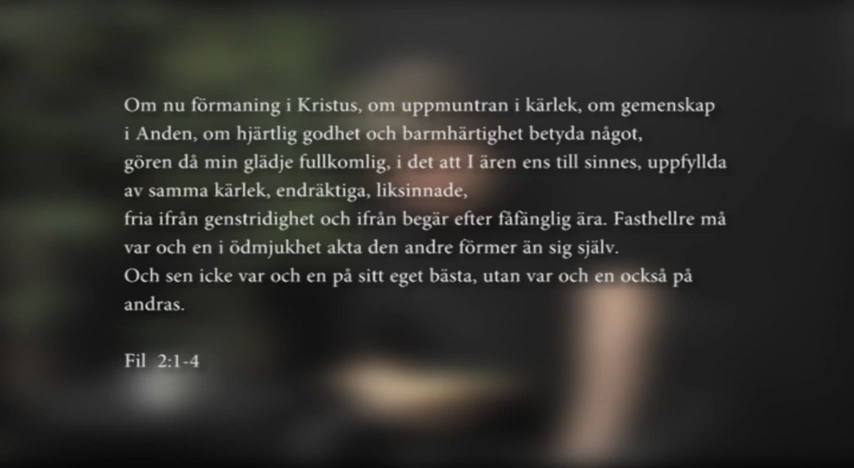 Om nu förmaning i Kristus, om uppmuntran i kärlek, om gemenskap
i Anden, om hjärtlig godhet och barmhärtighet betyda något,
gören då min glädje fullkomlig, i det att I ären ens till sinnes, uppfyllda
av samma kärlek, endräktiga, liksinnade,
fria ifrån genstridighet och ifrån begär efter fåfänglig ära. Fasthellre må
var och en i ödmjukhet akta den andre förmer än sig själv.
Och sen icke var och en på sitt eget bästa, utan var och en också på
andras.
Fil 2:1-4